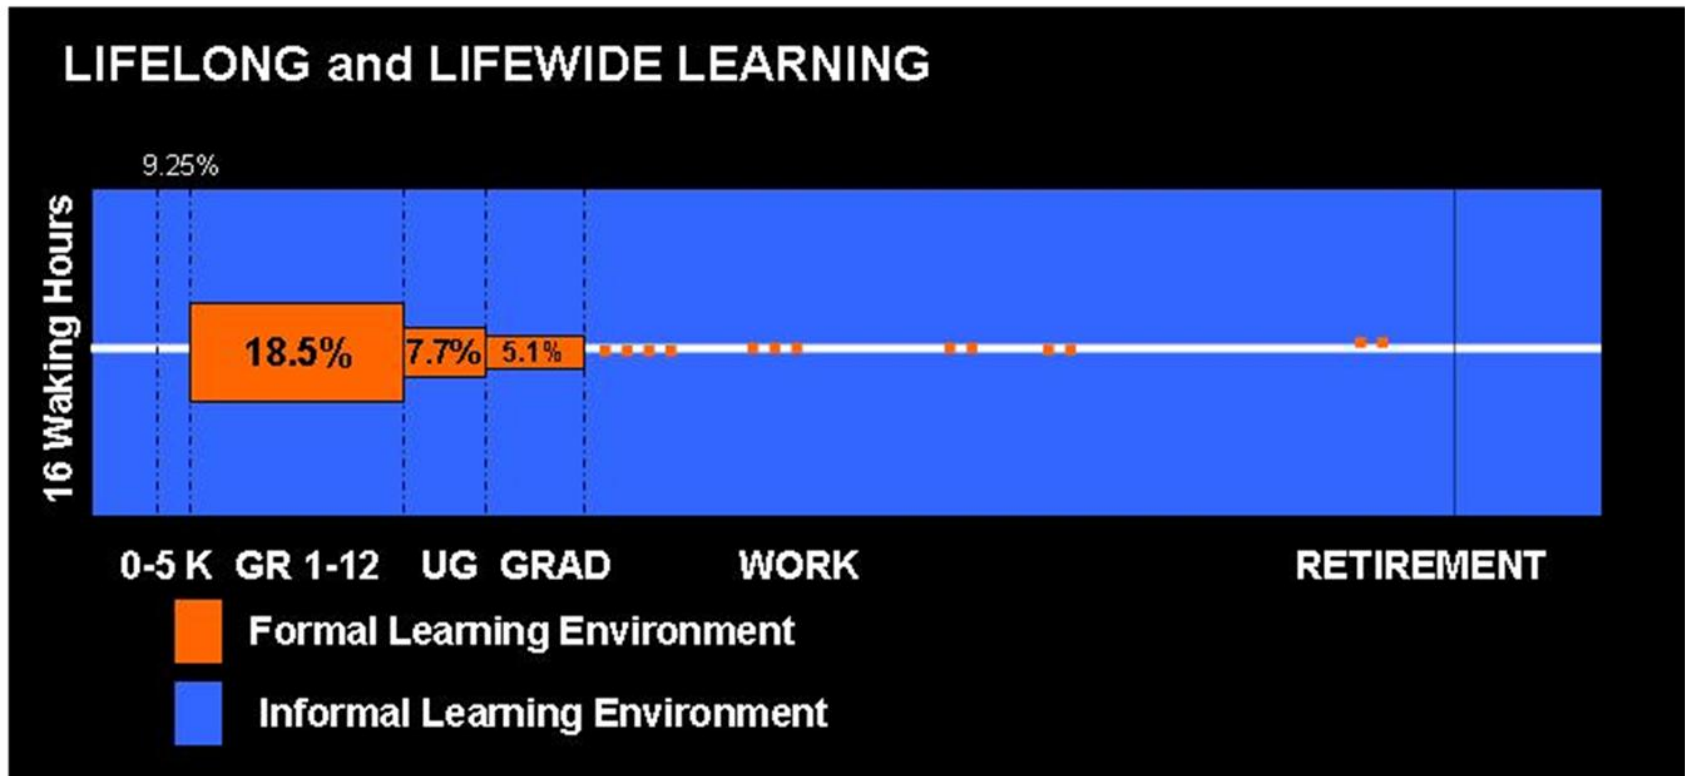 LIFELONG and LIFEWIDE LEARNING
9.25%
16 Waking Hours
18.5%
7.7%
5.1%
0-5 K GR 1-12 UG GRAD WORK RETIREMENT
Formal Learning Environment
Informal Learning Environment